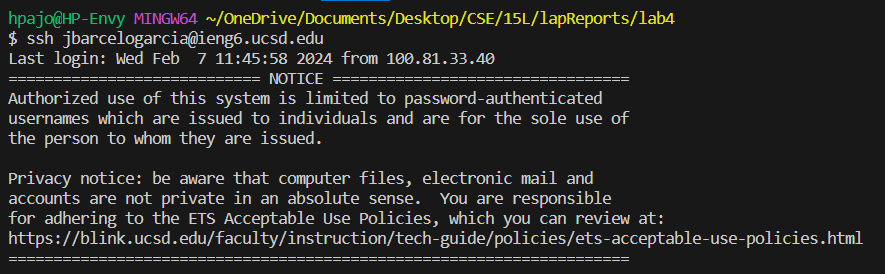 hpajo@HP-Envy MINGW64 ~/OneDrive/Documents/Desktop/CSE/15L/lapReports/lab4
$ ssh jbarcelogarcia@ieng6.ucsd.edu
Last login: Wed Feb  7 11:45:58 2024 from 100.81.33.40
============================ NOTICE =================================
Authorized use of this system is limited to password-authenticated
usernames which are issued to individuals and are for the sole use of
the person to whom they are issued.

Privacy notice: be aware that computer files, electronic mail and
accounts are not private in an absolute sense.  You are responsible
for adhering to the ETS Acceptable Use Policies, which you can review at:
https://blink.ucsd.edu/faculty/instruction/tech-guide/policies/ets-acceptable-use-policies.html
=====================================================================